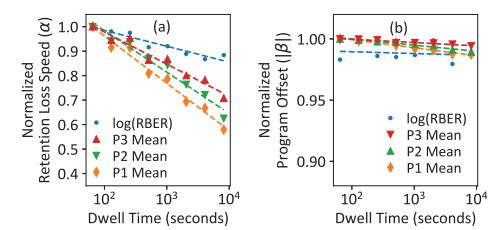 (a)
Normalized
Retention Loss Speed (α)
1.0
0.9
0.8
0.7
0.6
0.5
0.4
log(RBER)
P3 Mean
P2 Mean
P1 Mean
10²
10³
10⁴
Dwell Time (seconds)
(b)
Normalized
Program Offset (|β|)
1.00
0.95
0.90
log(RBER)
P3 Mean
P2 Mean
P1 Mean
10²
10³
10⁴
Dwell Time (seconds)